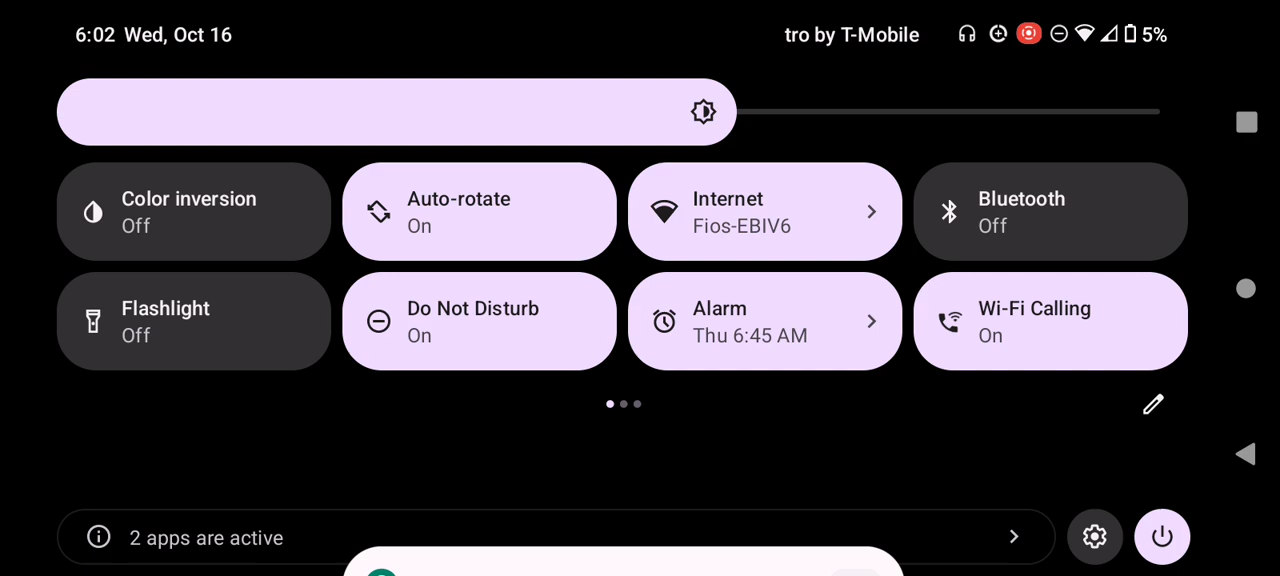 6:02 Wed, Oct 16
tro by T-Mobile
5%
Color inversion
Off
Auto-rotate
On
Internet
Fios-EBIV6
Bluetooth
Off
Flashlight
Off
Do Not Disturb
On
Alarm
Thu 6:45 AM
Wi-Fi Calling
On
2 apps are active